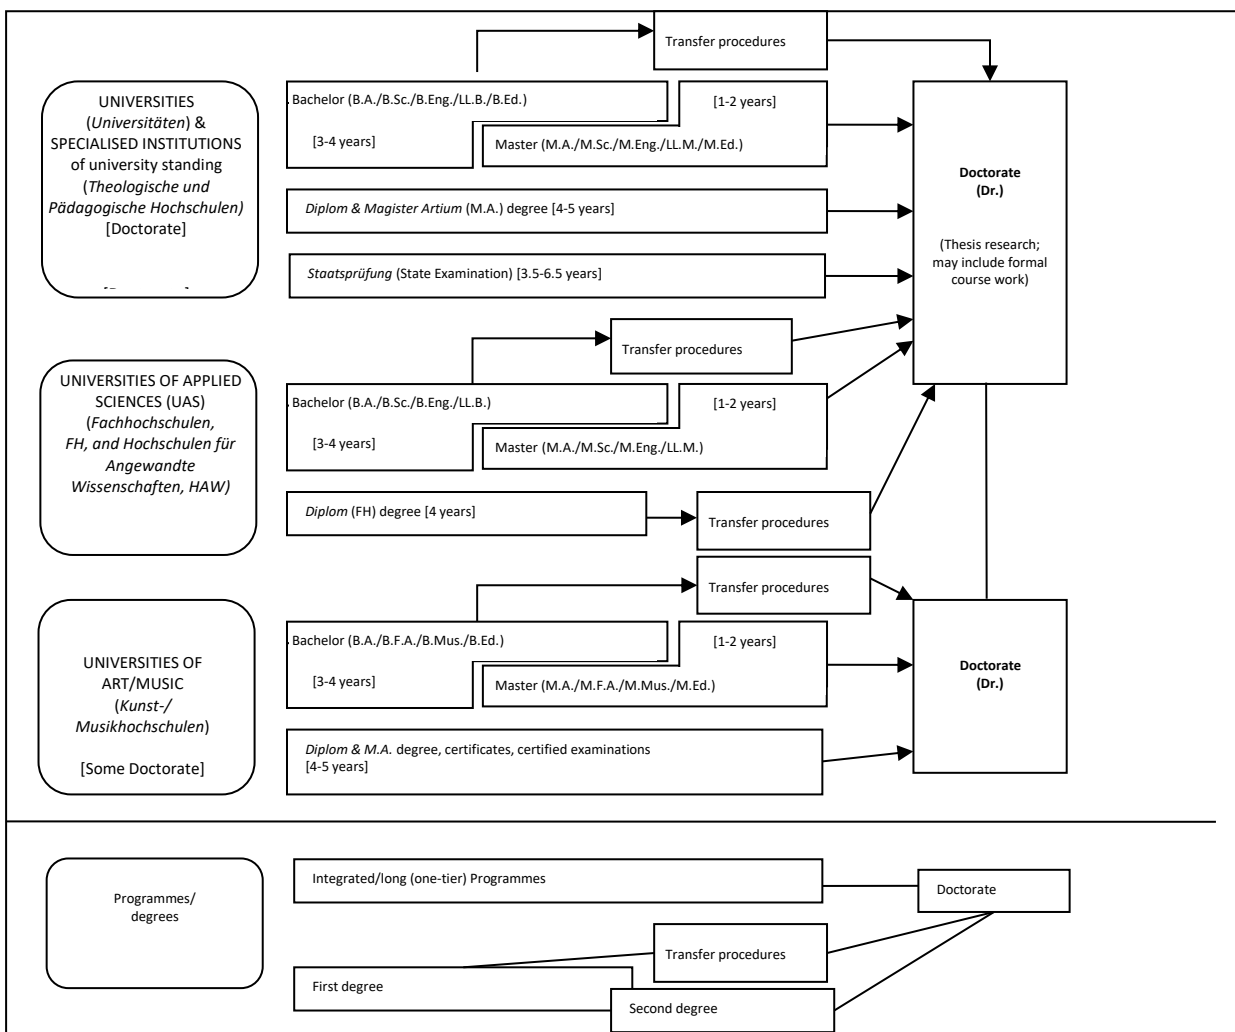 Transfer procedures
UNIVERSITIES
(Universitäten) &
SPECIALISED INSTITUTIONS
of university standing
(Theologische und
Pädagogische Hochschulen)
[Doctorate]
Bachelor (B.A./B.Sc./B.Eng./LL.B./B.Ed.)
[3-4 years]
[1-2 years]
Master (M.A./M.Sc./M.Eng./LL.M./M.Ed.)
Diplom & Magister Artium (M.A.) degree [4-5 years]
Staatsprüfung (State Examination) [3.5-6.5 years]
Doctorate
(Dr.)
(Thesis research;
may include formal
course work)
Transfer procedures
UNIVERSITIES OF APPLIED
SCIENCES (UAS)
(Fachhochschulen,
FH, and Hochschulen für
Angewandte
Wissenschaften, HAW)
Bachelor (B.A./B.Sc./B.Eng./LL.B.)
[3-4 years]
[1-2 years]
Master (M.A./M.Sc./M.Eng./LL.M.)
Diplom (FH) degree [4 years]
Transfer procedures
Transfer procedures
UNIVERSITIES OF
ART/MUSIC
(Kunst-/
Musikhochschulen)
[Some Doctorate]
Bachelor (B.A./B.F.A./B.Mus./B.Ed.)
[3-4 years]
[1-2 years]
Master (M.A./M.F.A./M.Mus./M.Ed.)
Diplom & M.A. degree, certificates, certified examinations
[4-5 years]
Doctorate
(Dr.)
Programmes/
degrees
Integrated/long (one-tier) Programmes
Doctorate
Transfer procedures
First degree
Second degree